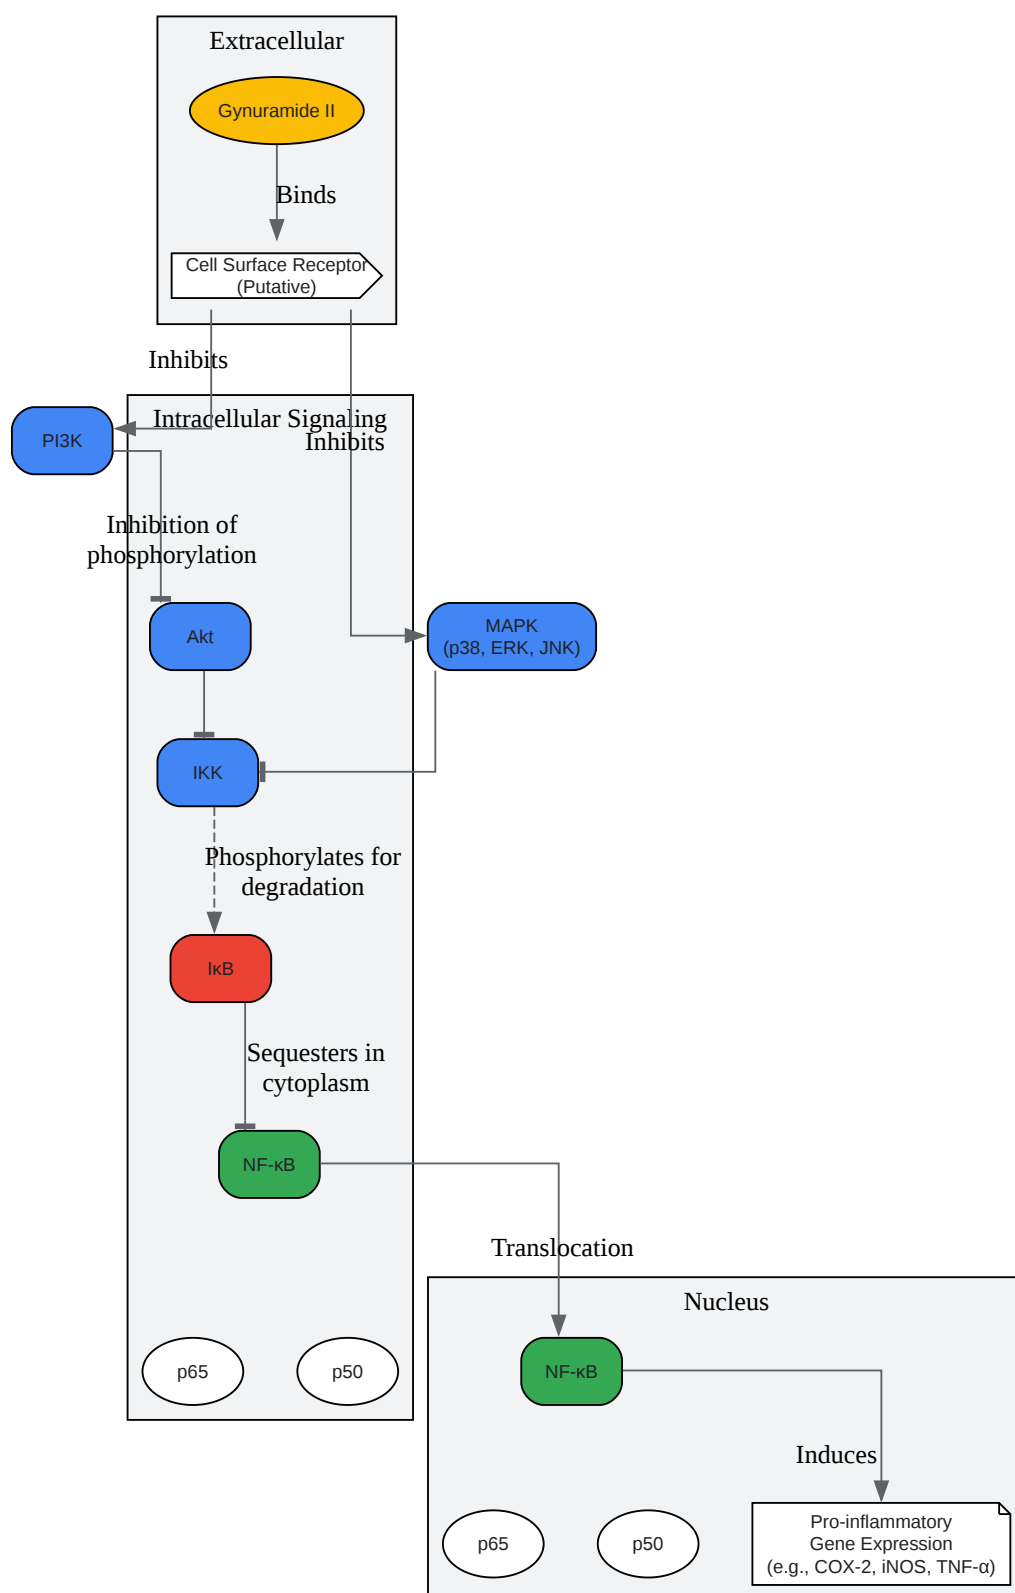 Extracellular
Gynuramide II
Binds
Cell Surface Receptor
(Putative)
Inhibits
Intracellular Signaling
Inhibits
PI3K
Inhibition of
phosphorylation
Akt
MAPK
(p38, ERK, JNK)
IKK
Phosphorylates for
degradation
IκB
Sequesters in
cytoplasm
NF-κB
Translocation
Nucleus
p65
p50
NF-κB
Induces
p65
p50
Pro-inflammatory
Gene Expression
(e.g., COX-2, iNOS, TNF-α)